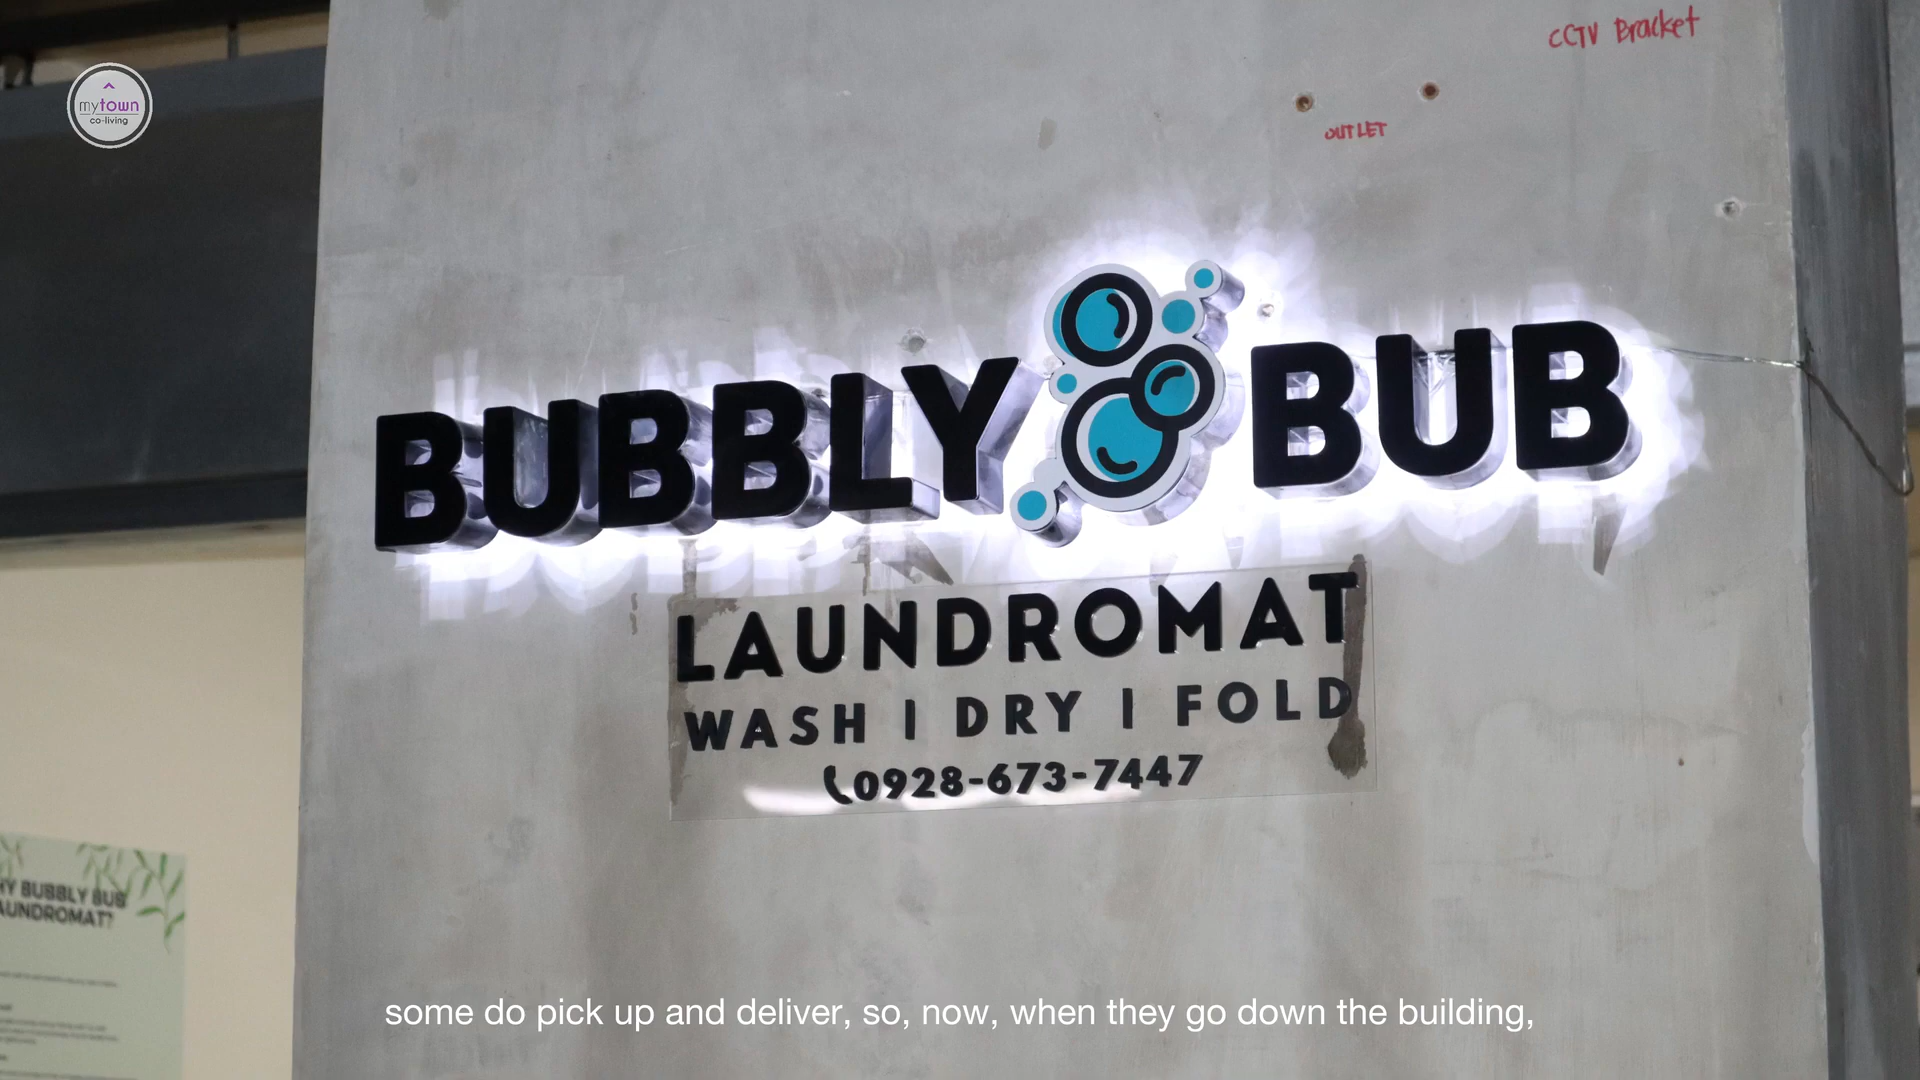 CCTV Bracket
OUTLET
mytown
co-living
BUBBLY BUB
LAUNDROMAT
WASH | DRY | FOLD
0928-673-7447
BUBBLY BUB
LAUNDROMAT?
some do pick up and deliver, so, now, when they go down the building,